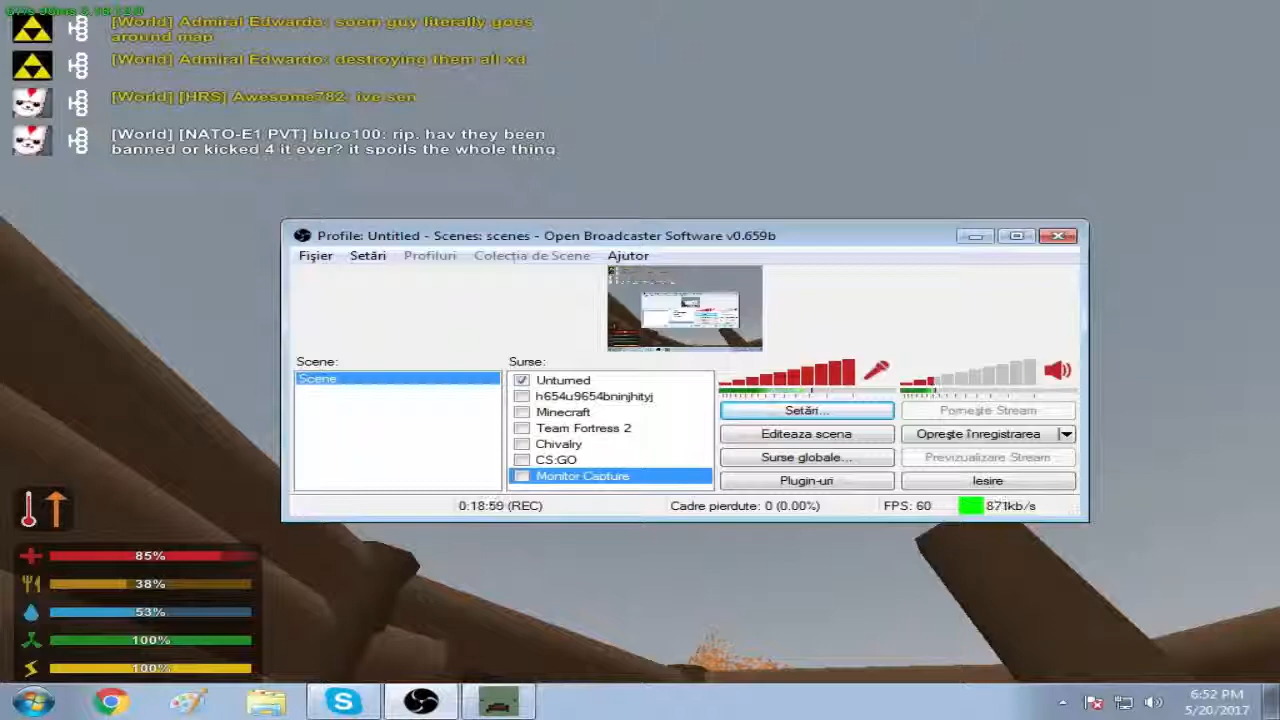 [World] Admiral Edwardo: soem guy literally goes
around map
[World] Admiral Edwardo: destroying them all xd
[World] [HRS] Awesome782: ive sen
[World] [NATO-E1 PVT] bluo100: rip. hav they been
banned or kicked 4 it ever? it spoils the whole thing
Profile: Untitled - Scenes: scenes - Open Broadcaster Software v0.659b
Fişier Setări Profiluri Colecția de Scene Ajutor
Scene: Surse:
Scene
Unturned
h654u9654bninjhityj
Minecraft
Team Fortress 2
Chivalry
CS:GO
Monitor Capture
Setări... Porneşte Stream
Editeaza scena Opreşte înregistrarea
Surse globale... Previzualizare Stream
Plugin-uri Iesire
0:18:59 (REC) Cadre pierdute: 0 (0.00%) FPS: 60 871kb/s
85%
38%
53%
100%
100%
6:52 PM
5/20/2017